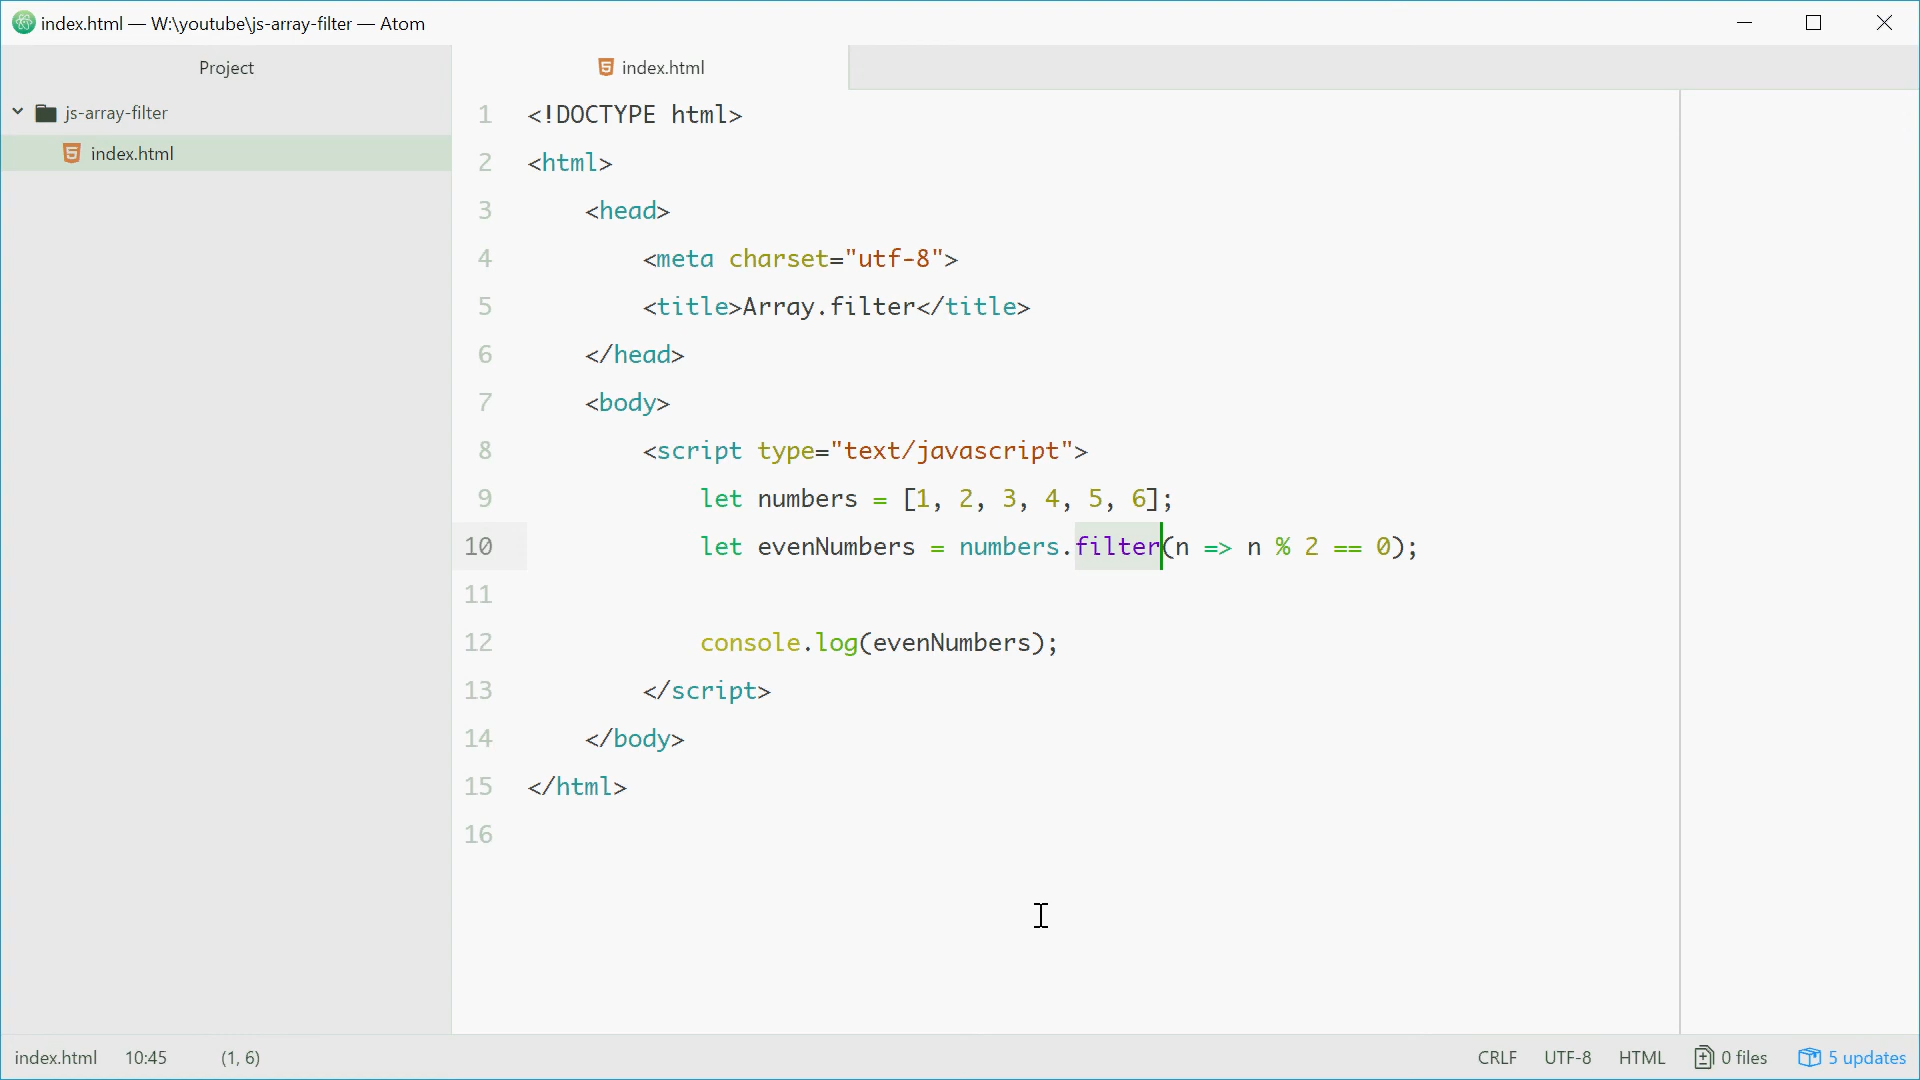 index.html — W:\youtube\js-array-filter — Atom
Project
js-array-filter
index.html
index.html
1 <!DOCTYPE html>
2 <html>
3     <head>
4         <meta charset="utf-8">
5         <title>Array.filter</title>
6     </head>
7     <body>
8         <script type="text/javascript">
9             let numbers = [1, 2, 3, 4, 5, 6];
10             let evenNumbers = numbers.filter(n => n % 2 == 0);
11
12             console.log(evenNumbers);
13         </script>
14     </body>
15 </html>
16
index.html 10:45 (1, 6) CRLF UTF-8 HTML 0 files 5 updates